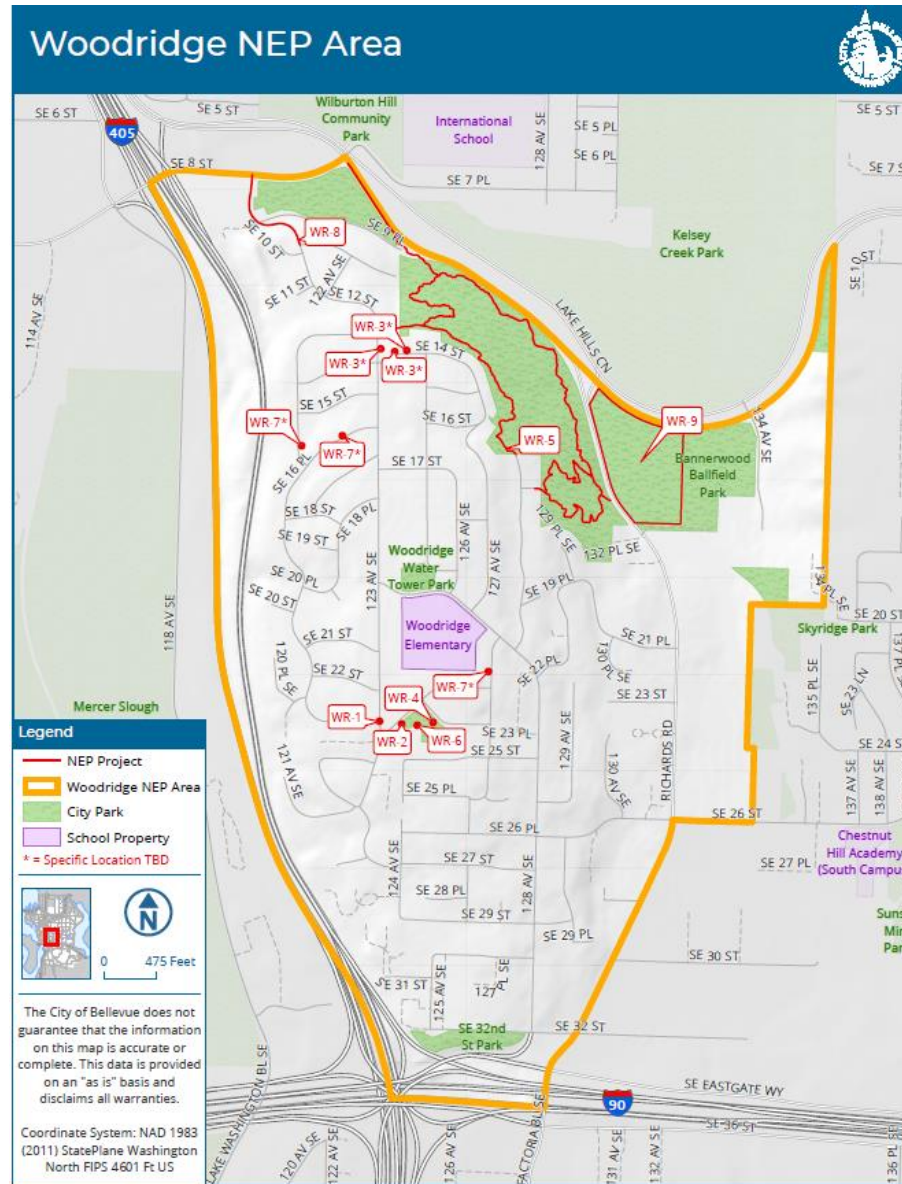 Woodridge NEP Area
CITY OF BELLEVUE
WASHINGTON
SE 6 ST
405
SE 5 ST
Wilburton Hill
Community
Park
International
School
128 AV SE
SE 5 PL
SE 6 PL
SE 5 ST
SE 7 S
SE 8 ST
SE 7 PL
SE 9 PL
Kelsey
Creek Park
SE 10 ST
WR-8
SE 10 ST
122 AV SE
SE 11 ST
SE 12 ST
LAKE HILLS CN
114 AV SE
WR-3*
WR-3*
WR-3*
SE 14 ST
SE 15 ST
SE 16 ST
WR-7*
WR-7*
WR-5
WR-9
134 AV SE
Bannerwood
Ballfield
Park
SE 16 PL
SE 17 ST
SE 18 ST
SE 18 PL
SE 19 ST
126 AV SE
127 AV SE
129 PL SE
132 PL SE
Woodridge
Water
Tower Park
SE 20 PL
SE 20 ST
123 AV SE
SE 19 PL
134 PL SE
SE 20 ST
118 AV SE
Woodridge
Elementary
SE 21 ST
SE 21 PL
Skyridge Park
137 PL
120 PL SE
SE 22 ST
SE 22 PL
130 PL SE
135 PL SE
SE 23 LN
WR-7*
WR-4
SE 23 ST
Mercer Slough
WR-1
WR-2
WR-6
SE 23 PL
SE 24 ST
SE 25 ST
121 AV SE
129 AV SE
130 AV SE
RICHARDS RD
137 AV SE
138 AV SE
SE 25 PL
SE 26 PL
SE 26 ST
Chestnut
Hill Academy
(South Campus
124 AV SE
SE 27 ST
128 AV SE
SE 27 PL
SE 28 PL
SE 29 ST
SE 29 PL
Suns
Min
Par
SE 30 ST
SE 31 ST
125 AV SE
127 PL SE
SE 32nd
St Park
SE 32 ST
SE EASTGATE WY
90
SE 36 ST
LAKE WASHINGTON BL SE
120 AV SE
122 AV SE
126 AV SE
FACTORIA BL SE
131 AV SE
132 AV SE
136 PL SE
Legend
NEP Project
Woodridge NEP Area
City Park
School Property
* = Specific Location TBD
N
0 475 Feet
The City of Bellevue does not
guarantee that the information
on this map is accurate or
complete. This data is provided
on an "as is" basis and
disclaims all warranties.
Coordinate System: NAD 1983
(2011) StatePlane Washington
North FIPS 4601 Ft US